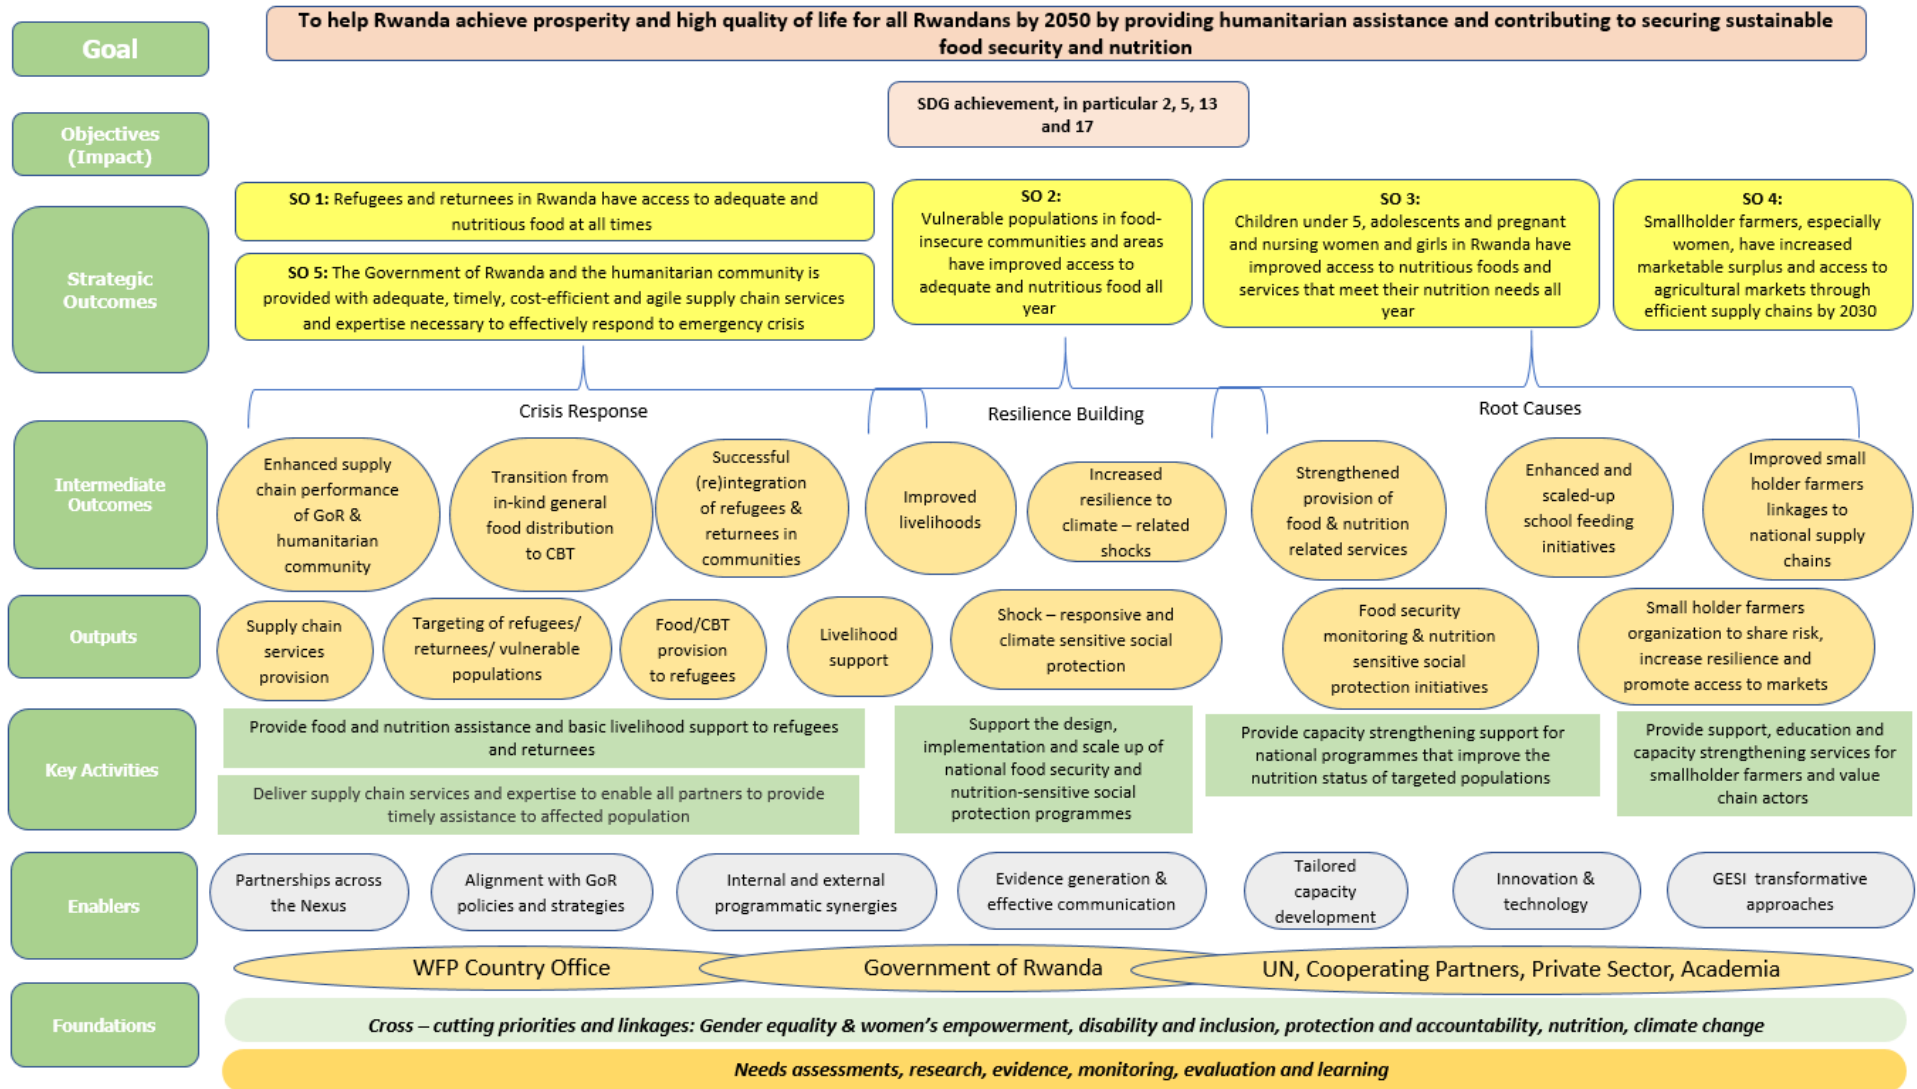 Goal
To help Rwanda achieve prosperity and high quality of life for all Rwandans by 2050 by providing humanitarian assistance and contributing to securing sustainable
food security and nutrition
Objectives
(Impact)
SDG achievement, in particular 2, 5, 13
and 17
Strategic
Outcomes
SO 1: Refugees and returnees in Rwanda have access to adequate and
nutritious food at all times
SO 5: The Government of Rwanda and the humanitarian community is
provided with adequate, timely, cost-efficient and agile supply chain services
and expertise necessary to effectively respond to emergency crisis
SO 2:
Vulnerable populations in food-
insecure communities and areas
have improved access to
adequate and nutritious food all
year
SO 3:
Children under 5, adolescents and pregnant
and nursing women and girls in Rwanda have
improved access to nutritious foods and
services that meet their nutrition needs all
year
SO 4:
Smallholder farmers, especially
women, have increased
marketable surplus and access to
agricultural markets through
efficient supply chains by 2030
Crisis Response
Resilience Building
Root Causes
Intermediate
Outcomes
Enhanced supply
chain performance
of GoR &
humanitarian
community
Transition from
in-kind general
food distribution
to CBT
Successful
(re)integration
of refugees &
returnees in
communities
Improved
livelihoods
Increased
resilience to
climate – related
shocks
Strengthened
provision of
food & nutrition
related services
Enhanced and
scaled-up
school feeding
initiatives
Improved small
holder farmers
linkages to
national supply
chains
Outputs
Supply chain
services
provision
Targeting of refugees/
returnees/ vulnerable
populations
Food/CBT
provision
to refugees
Livelihood
support
Shock – responsive and
climate sensitive social
protection
Food security
monitoring & nutrition
sensitive social
protection initiatives
Small holder farmers
organization to share risk,
increase resilience and
promote access to markets
Key Activities
Provide food and nutrition assistance and basic livelihood support to refugees
and returnees
Deliver supply chain services and expertise to enable all partners to provide
timely assistance to affected population
Support the design,
implementation and scale up of
national food security and
nutrition-sensitive social
protection programmes
Provide capacity strengthening support for
national programmes that improve the
nutrition status of targeted populations
Provide support, education and
capacity strengthening services for
smallholder farmers and value
chain actors
Enablers
Partnerships across
the Nexus
Alignment with GoR
policies and strategies
Internal and external
programmatic synergies
Evidence generation &
effective communication
Tailored
capacity
development
Innovation &
technology
GESI transformative
approaches
WFP Country Office
Government of Rwanda
UN, Cooperating Partners, Private Sector, Academia
Foundations
Cross – cutting priorities and linkages: Gender equality & women's empowerment, disability and inclusion, protection and accountability, nutrition, climate change
Needs assessments, research, evidence, monitoring, evaluation and learning